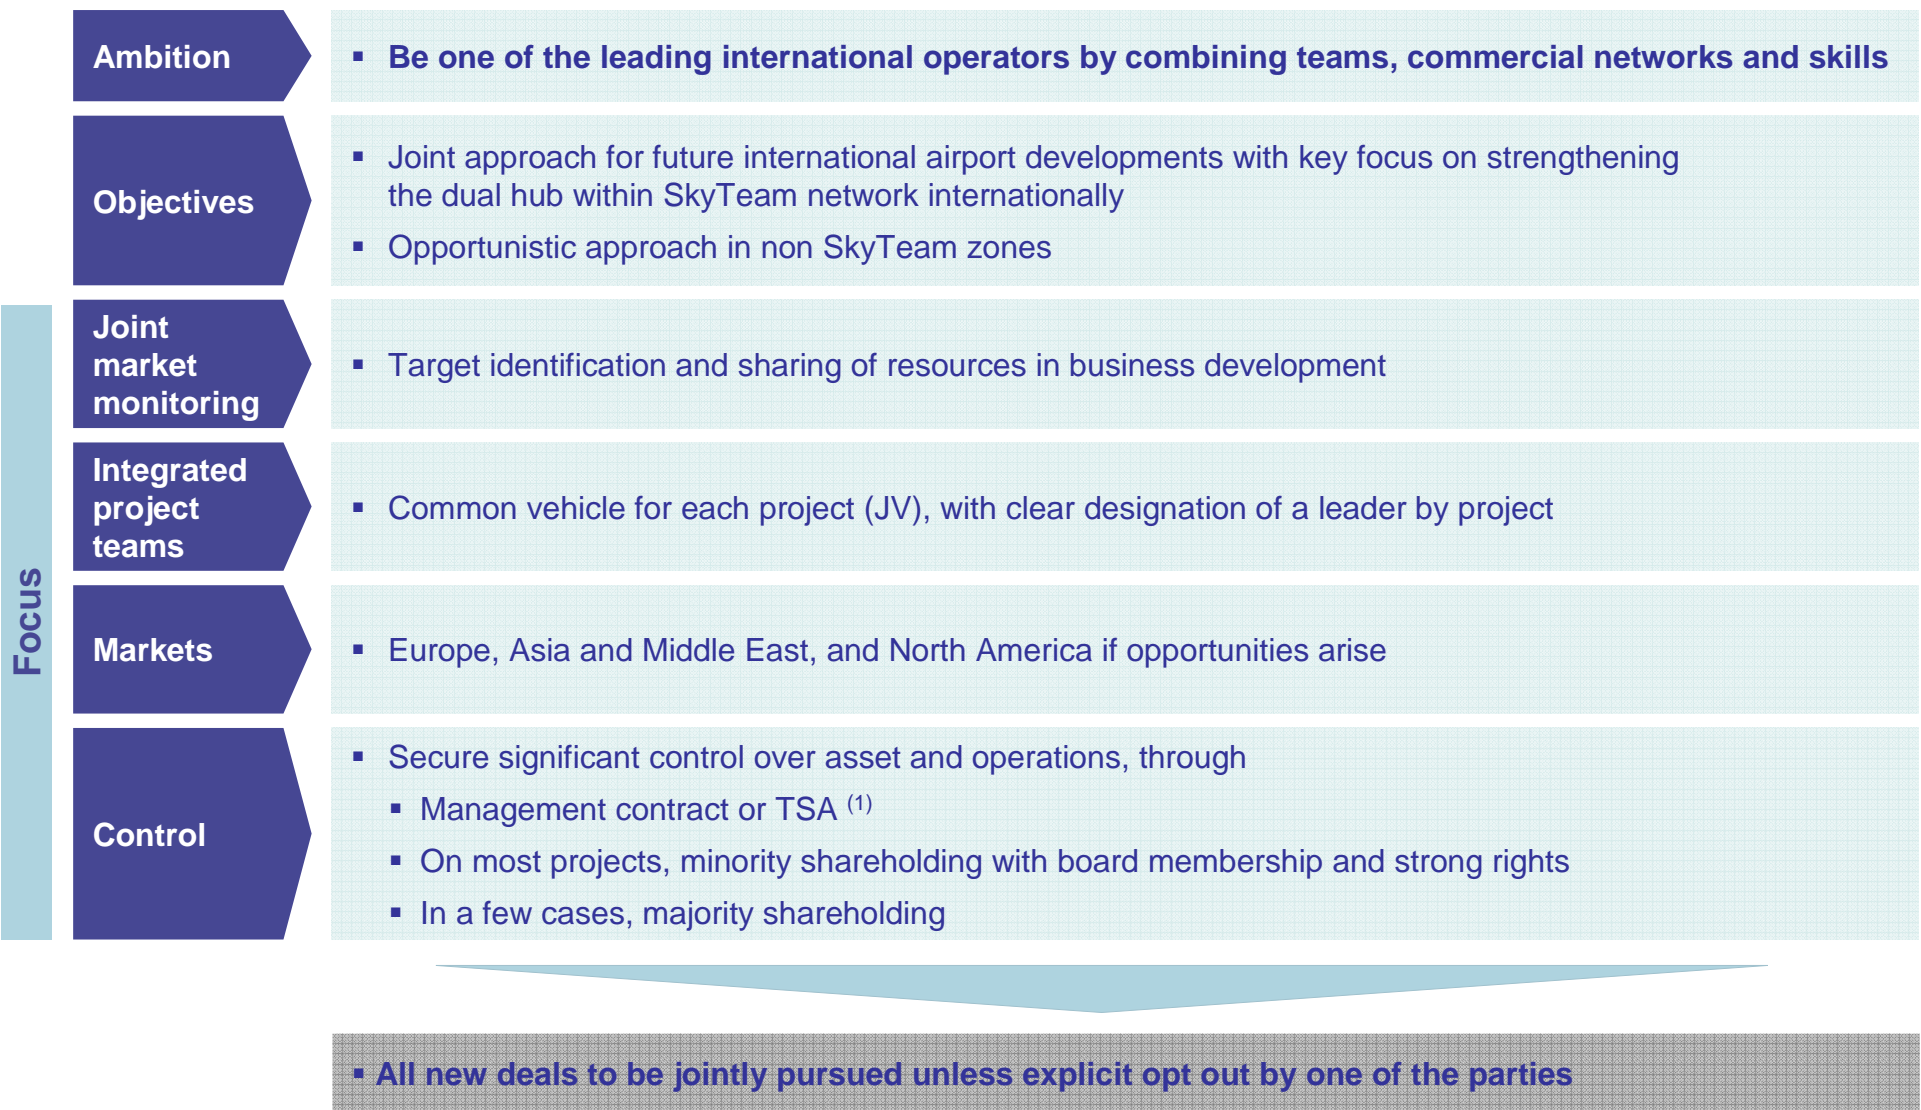 Ambition
▪ Be one of the leading international operators by combining teams, commercial networks and skills
Objectives
▪ Joint approach for future international airport developments with key focus on strengthening
the dual hub within SkyTeam network internationally
▪ Opportunistic approach in non SkyTeam zones
Focus
Joint
market
monitoring
▪ Target identification and sharing of resources in business development
Integrated
project
teams
▪ Common vehicle for each project (JV), with clear designation of a leader by project
Markets
▪ Europe, Asia and Middle East, and North America if opportunities arise
Control
▪ Secure significant control over asset and operations, through
▪ Management contract or TSA (1)
▪ On most projects, minority shareholding with board membership and strong rights
▪ In a few cases, majority shareholding
▪ All new deals to be jointly pursued unless explicit opt out by one of the parties